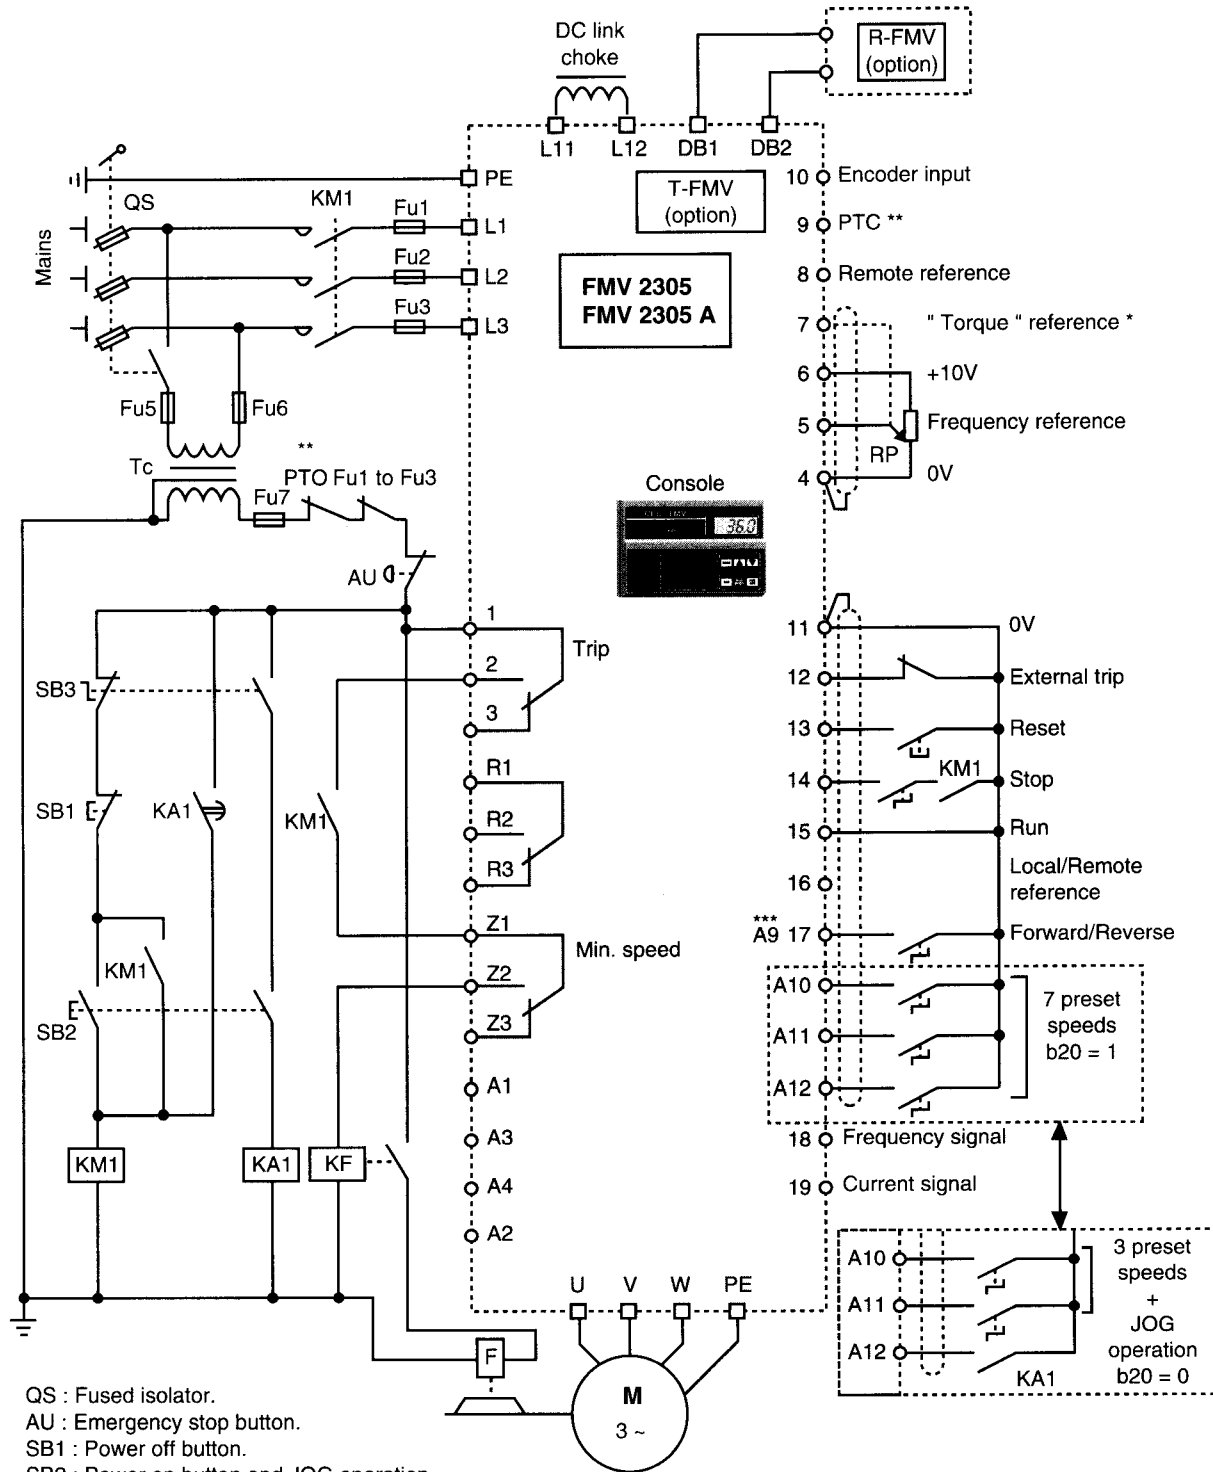 DC link
choke
R-FMV
(option)
L11 L12 DB1 DB2
PE
T-FMV
(option)
10 Encoder input
QS
KM1
Fu1
L1
9 PTC **
Mains
Fu2
L2
8 Remote reference
FMV 2305
FMV 2305 A
Fu3
L3
7 " Torque " reference *
6 +10V
Fu5 Fu6
5 Frequency reference
RP
**
Tc
PTO Fu1 to Fu3
4 0V
Fu7
Console
36.0
AU
1
Trip
11 0V
2
12 External trip
SB3
3
13 Reset
R1
14 KM1 Stop
SB1
KA1
KM1
R2
15 Run
R3
16 Local/Remote
reference
***
A9 17 Forward/Reverse
Z1
Min. speed
KM1
Z2
A10
7 preset
speeds
b20 = 1
SB2
Z3
A11
A1
A12
A3
18 Frequency signal
KM1 KA1 KF
A4
19 Current signal
A2
A10
3 preset
speeds
+
JOG
operation
b20 = 0
A11
A12
KA1
U V W PE
F
M
3 ~
QS : Fused isolator.
AU : Emergency stop button.
SB1 : Power off button.